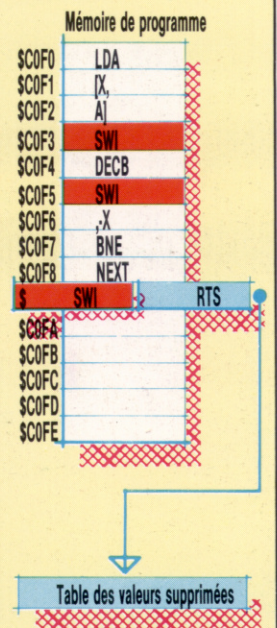 Mémoire de programme
$C0F0 LDA
$C0F1 [X,
$C0F2 A]
$C0F3 SWI
$C0F4 DECB
$C0F5 SWI
$C0F6 ,-X
$C0F7 BNE
$C0F8 NEXT
$ SWI RTS
$C0FA
$C0FB
$C0FC
$C0FD
$C0FE
Table des valeurs supprimées